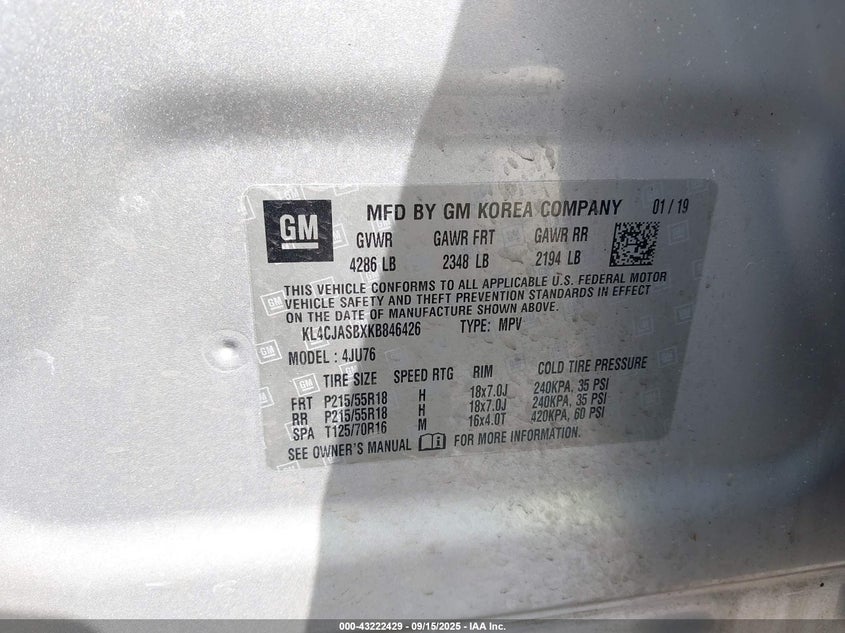 GM MFD BY GM KOREA COMPANY 01 / 19
GVWR GAWR FRT GAWR RR
4286 LB 2348 LB 2194 LB
THIS VEHICLE CONFORMS TO ALL APPLICABLE U.S. FEDERAL MOTOR
VEHICLE SAFETY AND THEFT PREVENTION STANDARDS IN EFFECT
ON THE DATE OF MANUFACTURE SHOWN ABOVE.
KL4CJASBXKB846426 TYPE: MPV
MODEL : 4JU76
TIRE SIZE SPEED RTG RIM COLD TIRE PRESSURE
FRT P215/55R18 H 18x7.0J 240KPA, 35 PSI
RR P215/55R18 H 18x7.0J 240KPA, 35 PSI
SPA T125/70R16 M 16x4.0T 420KPA, 60 PSI
SEE OWNER'S MANUAL FOR MORE INFORMATION.
000-43222429 - 09/15/2025 - IAA Inc.